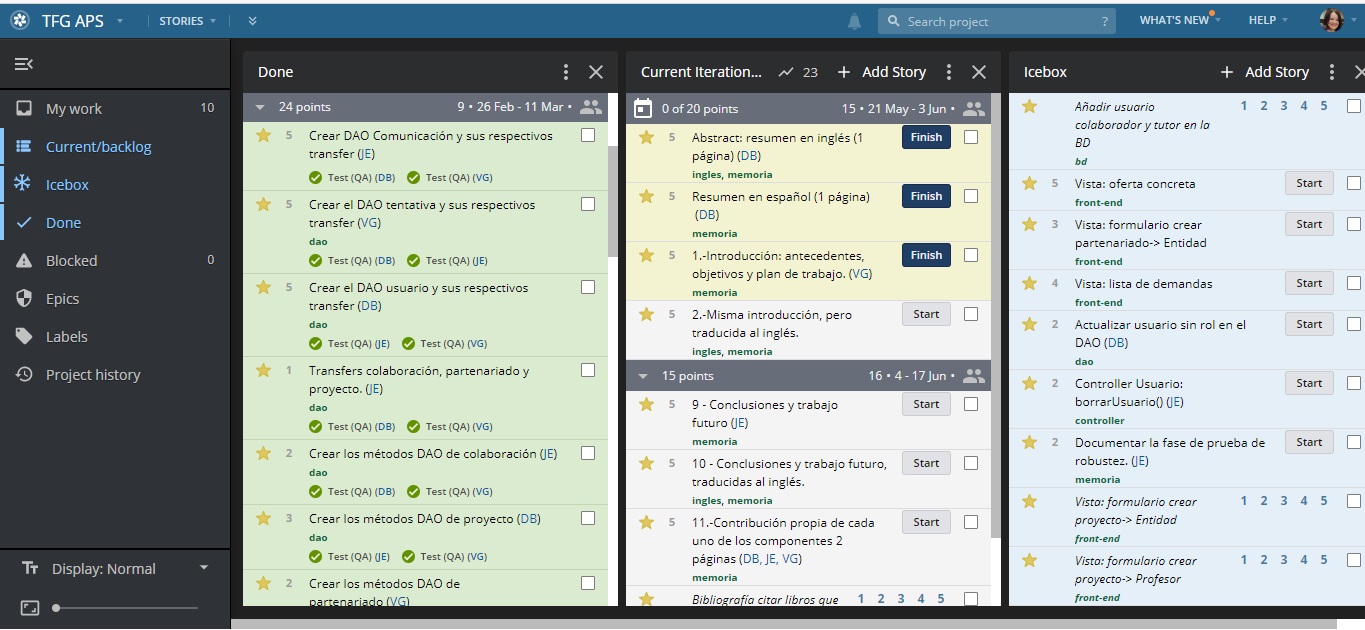 TFG APS
STORIES
Search project
?
WHAT'S NEW
HELP
My work 10
Current/backlog
Icebox
Done
Blocked 0
Epics
Labels
Project history
Display: Normal
Done
24 points 9 • 26 Feb - 11 Mar •
5 Crear DAO Comunicación y sus respectivos
transfer (JE)
Test (QA) (DB) Test (QA) (VG)
5 Crear el DAO tentativa y sus respectivos
transfer (VG)
dao
Test (QA) (DB) Test (QA) (JE)
5 Crear el DAO usuario y sus respectivos
transfer (DB)
dao
Test (QA) (JE) Test (QA) (VG)
1 Transfers colaboración, partenariado y
proyecto. (JE)
dao
Test (QA) (DB) Test (QA) (VG)
2 Crear los métodos DAO de colaboración (JE)
dao
Test (QA) (DB) Test (QA) (VG)
3 Crear los métodos DAO de proyecto (DB)
dao
Test (QA) (JE) Test (QA) (VG)
2 Crear los métodos DAO de
partenariado (VG)
Current Iteration... 23 + Add Story
0 of 20 points 15 • 21 May - 3 Jun •
5 Abstract: resumen en inglés (1 Finish
página) (DB)
ingles, memoria
5 Resumen en español (1 página) Finish
(DB)
memoria
5 1.-Introducción: antecedentes, Finish
objetivos y plan de trabajo. (VG)
memoria
5 2.-Misma introducción, pero Start
traducida al inglés.
ingles, memoria
15 points 16 • 4 - 17 Jun •
5 9 - Conclusiones y trabajo Start
futuro (JE)
memoria
5 10 - Conclusiones y trabajo futuro, Start
traducidas al inglés.
ingles, memoria
5 11.-Contribución propia de cada Start
uno de los componentes 2
páginas (DB, JE, VG)
memoria
Bibliografía citar libros que 1 2 3 4 5
Icebox + Add Story
Añadir usuario 1 2 3 4 5
colaborador y tutor en la
BD
bd
5 Vista: oferta concreta Start
front-end
3 Vista: formulario crear Start
partenariado-> Entidad
front-end
4 Vista: lista de demandas Start
front-end
2 Actualizar usuario sin rol en el Start
DAO (DB)
dao
2 Controller Usuario: Start
borrarUsuario() (JE)
controller
2 Documentar la fase de prueba de Start
robustez. (JE)
memoria
Vista: formulario crear 1 2 3 4 5
proyecto-> Entidad
front-end
Vista: formulario crear 1 2 3 4 5
proyecto-> Profesor
front-end